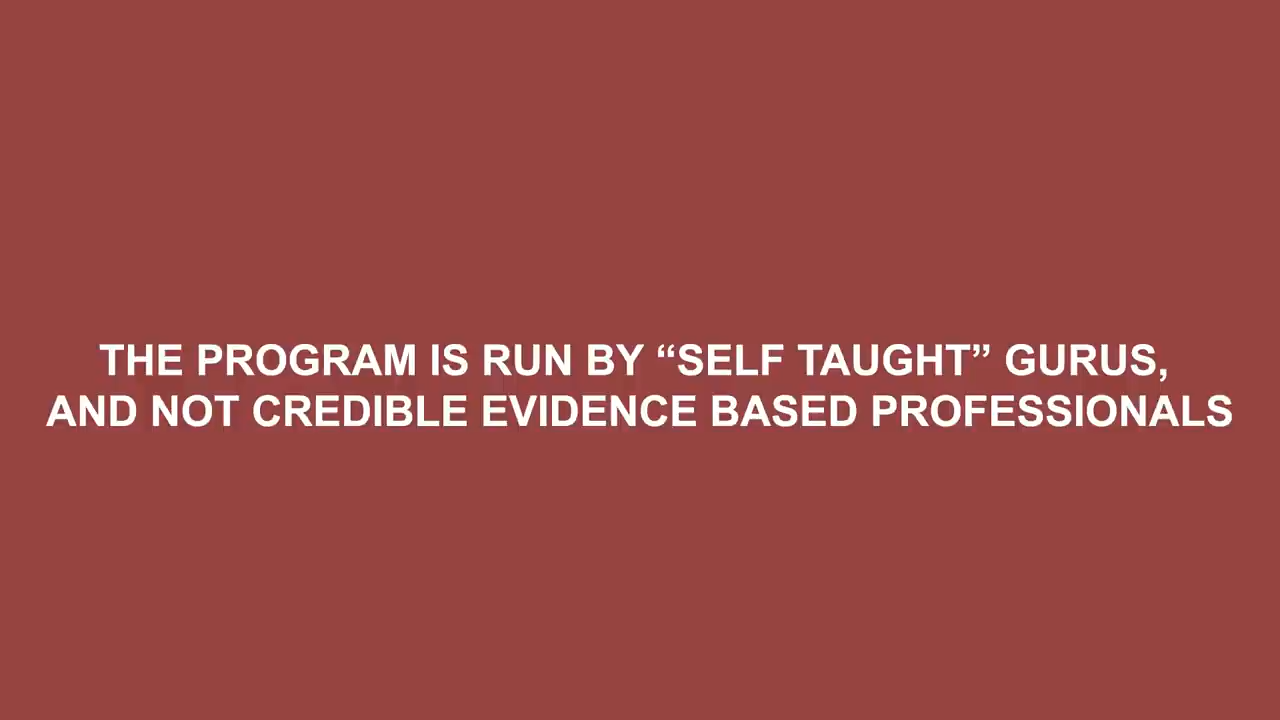 THE PROGRAM IS RUN BY “SELF TAUGHT” GURUS,
AND NOT CREDIBLE EVIDENCE BASED PROFESSIONALS